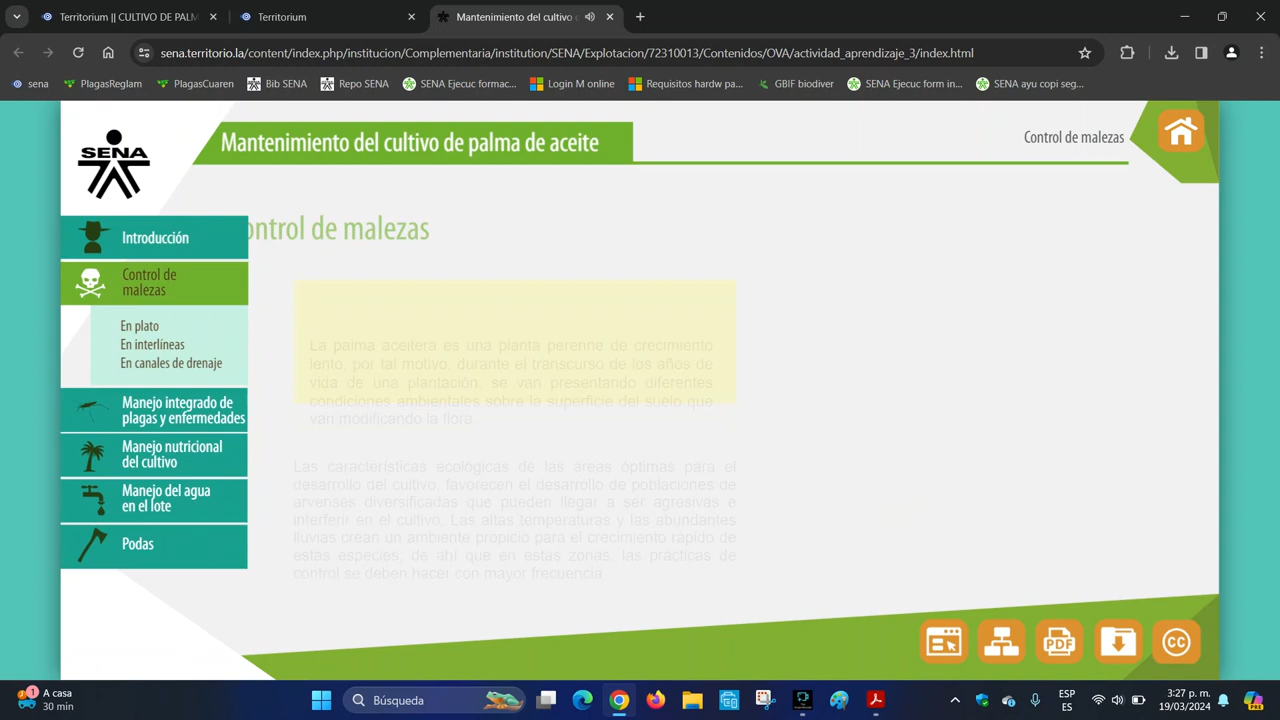 Territorium || CULTIVO DE PALM
Territorium
Mantenimiento del cultivo
sena.territorio.la/content/index.php/institucion/Complementaria/institution/SENA/Explotacion/72310013/Contenidos/OVA/actividad_aprendizaje_3/index.html
sena
PlagasReglam
PlagasCuaren
Bib SENA
Repo SENA
SENA Ejecuc formac...
Login M online
Requisitos hardw pa...
GBIF biodiver
SENA Ejecuc form in...
SENA ayu copi seg...
SENA
Mantenimiento del cultivo de palma de aceite
Control de malezas
ontrol de malezas
Introducción
Control de
malezas
En plato
En interlíneas
En canales de drenaje
Manejo integrado de
plagas y enfermedades
Manejo nutricional
del cultivo
Manejo del agua
en el lote
Podas
La palma aceitera es una planta perenne de crecimiento
lento, por tal motivo, durante el transcurso de los años de
vida de una plantación, se van presentando diferentes
condiciones ambientales sobre la superficie del suelo que
van modificando la flora.
Las características ecológicas de las áreas óptimas para el
desarrollo del cultivo, favorecen el desarrollo de poblaciones de
arvenses diversificadas que pueden llegar a ser agresivas e
interferir en el cultivo. Las altas temperaturas y las abundantes
lluvias crean un ambiente propicio para el crecimiento rápido de
estas especies; de ahí que en estas zonas, las prácticas de
control se deben hacer con mayor frecuencia.
PDF
CC
1
A casa
30 min
Búsqueda
ESP
ES
3:27 p. m.
19/03/2024
PRE